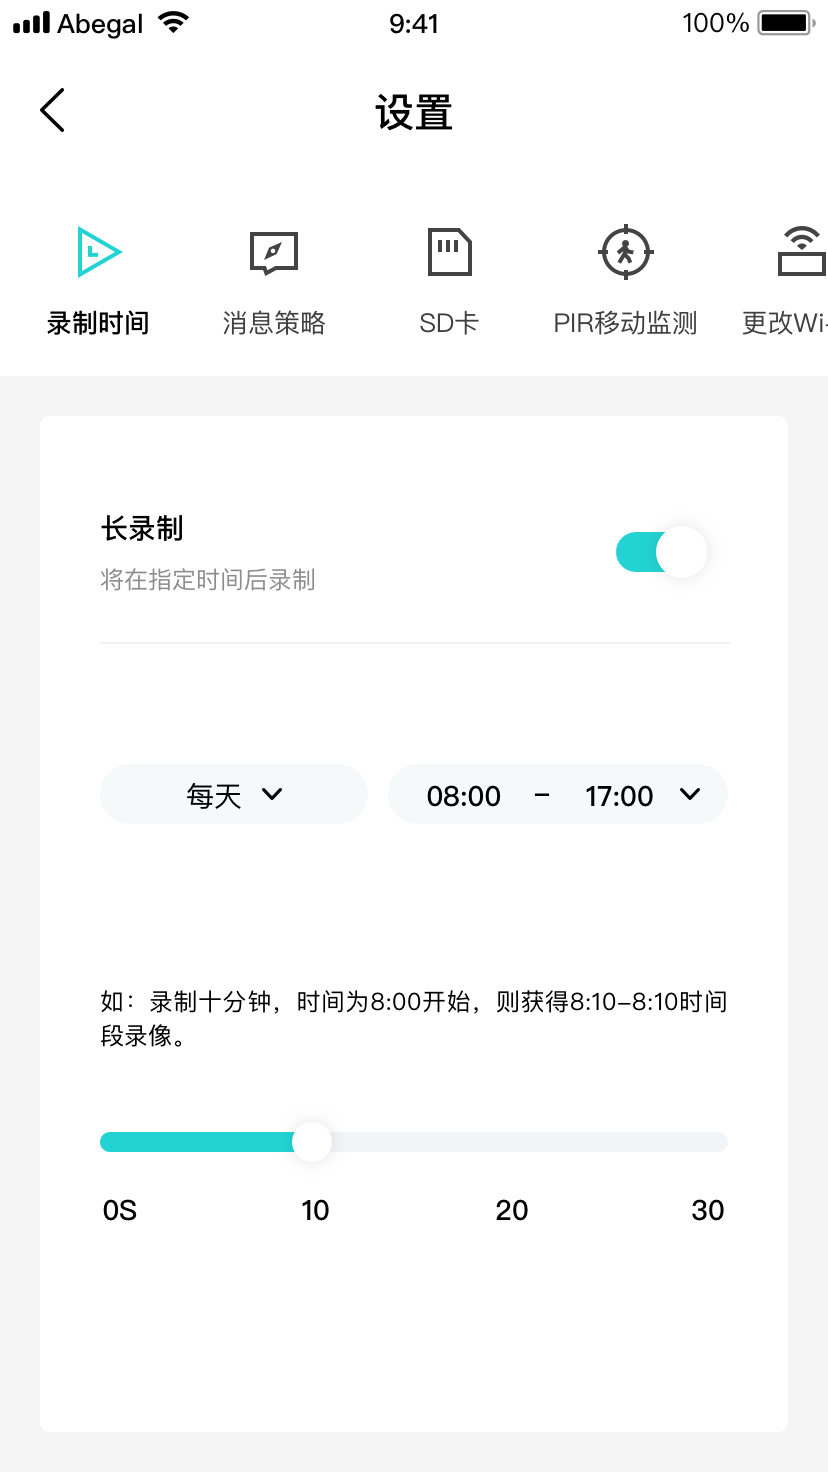 Abegal 9:41 100%
设置
录制时间 消息策略 SD卡 PIR移动监测 更改Wi-
长录制
将在指定时间后录制
每天 08:00 – 17:00
如：录制十分钟，时间为8:00开始，则获得8:10–8:10时间
段录像。
0S 10 20 30